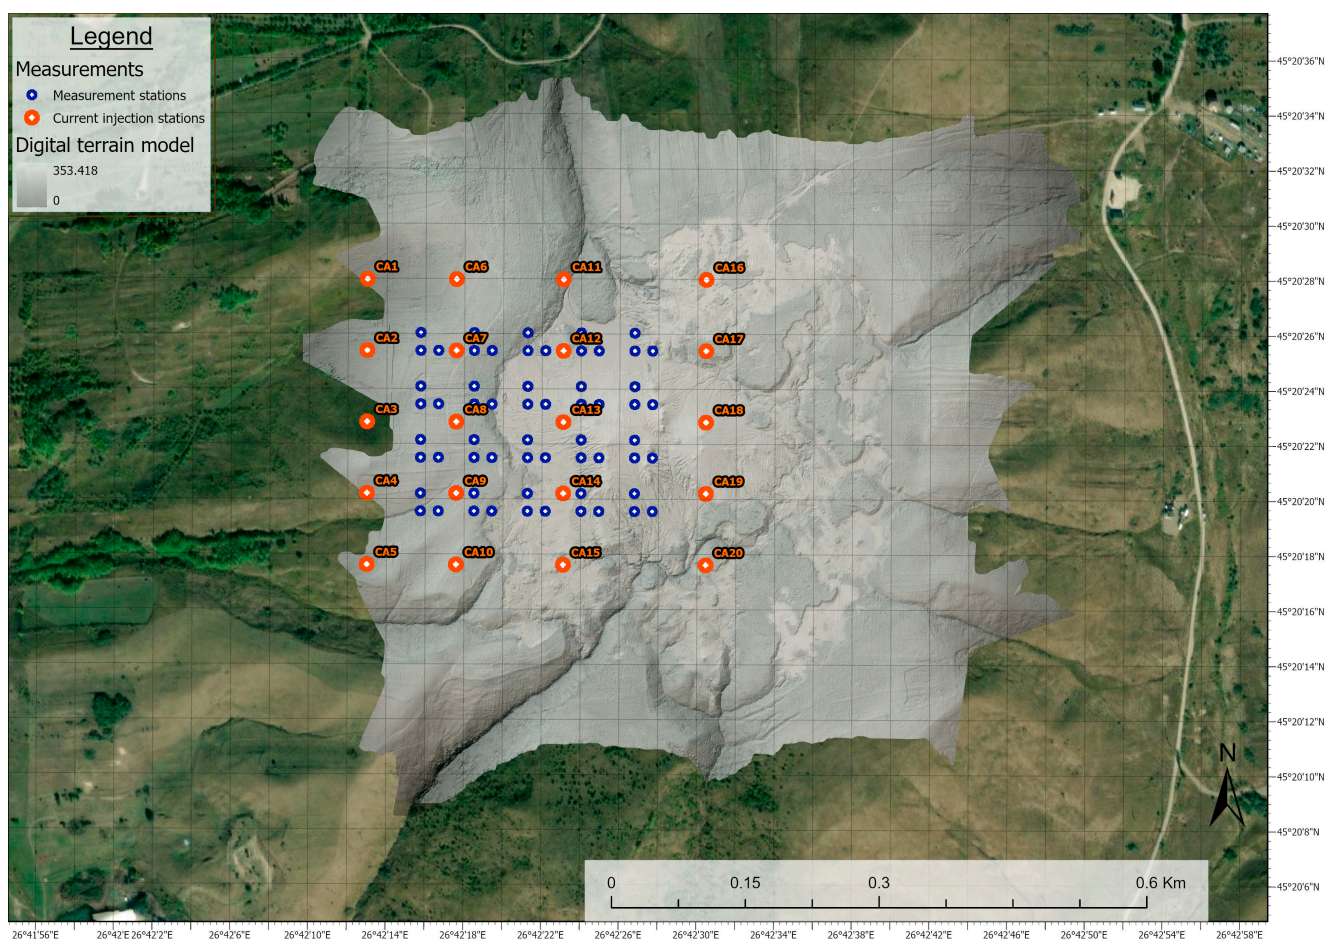 Legend
Measurements
Measurement stations
Current injection stations
Digital terrain model
353.418
0
45°20'36"N
45°20'34"N
45°20'32"N
45°20'30"N
45°20'28"N
45°20'26"N
45°20'24"N
45°20'22"N
45°20'20"N
45°20'18"N
45°20'16"N
45°20'14"N
45°20'12"N
45°20'10"N
45°20'8"N
45°20'6"N
CA1 CA6 CA11 CA16
CA2 CA7 CA12 CA17
CA3 CA8 CA13 CA18
CA4 CA9 CA14 CA19
CA5 CA10 CA15 CA20
N
0 0.15 0.3 0.6 Km
26°41'56"E 26°42'E 26°42'2"E 26°42'6"E 26°42'10"E 26°42'14"E 26°42'18"E 26°42'22"E 26°42'26"E 26°42'30"E 26°42'34"E 26°42'38"E 26°42'42"E 26°42'46"E 26°42'50"E 26°42'54"E 26°42'58"E